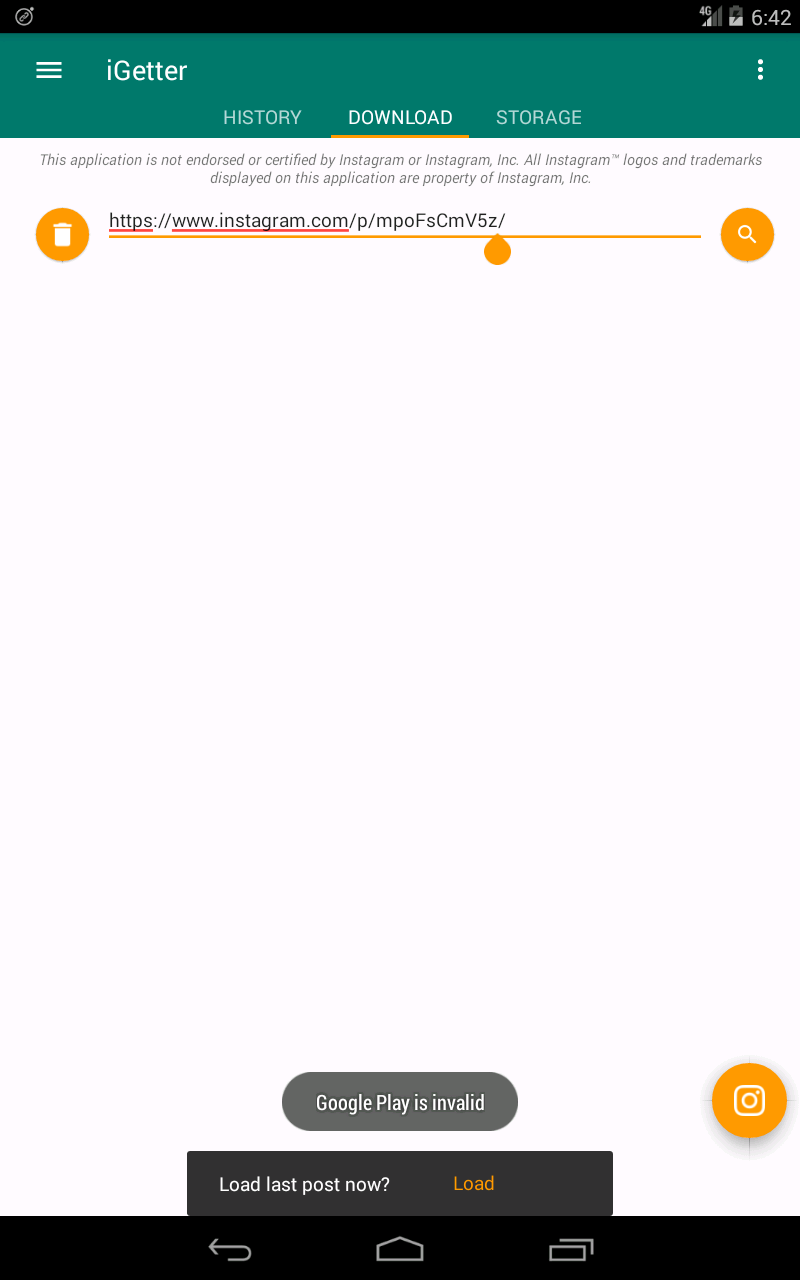 4G 6:42
iGetter
HISTORY DOWNLOAD STORAGE
This application is not endorsed or certified by Instagram or Instagram, Inc. All Instagram™ logos and trademarks
displayed on this application are property of Instagram, Inc.
https://www.instagram.com/p/mpoFsCmV5z/
Google Play is invalid
Load last post now? Load